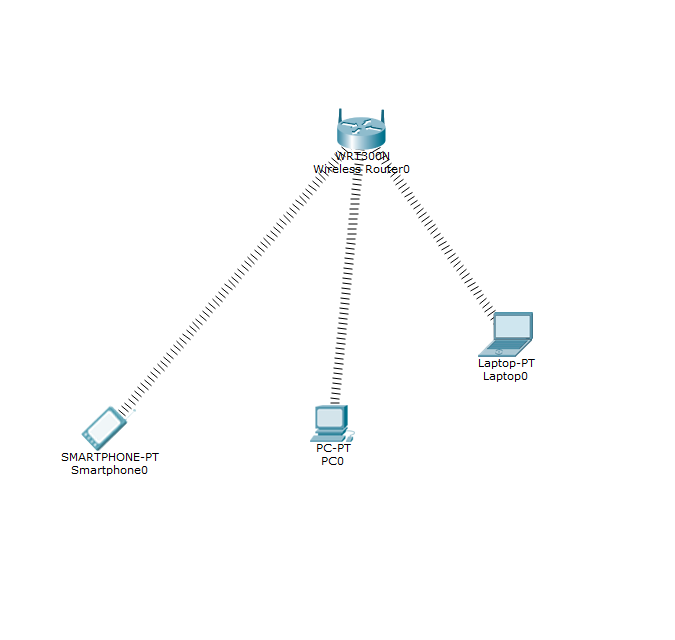 WRT300N
Wireless Router0
Laptop-PT
Laptop0
PC-PT
PC0
SMARTPHONE-PT
Smartphone0